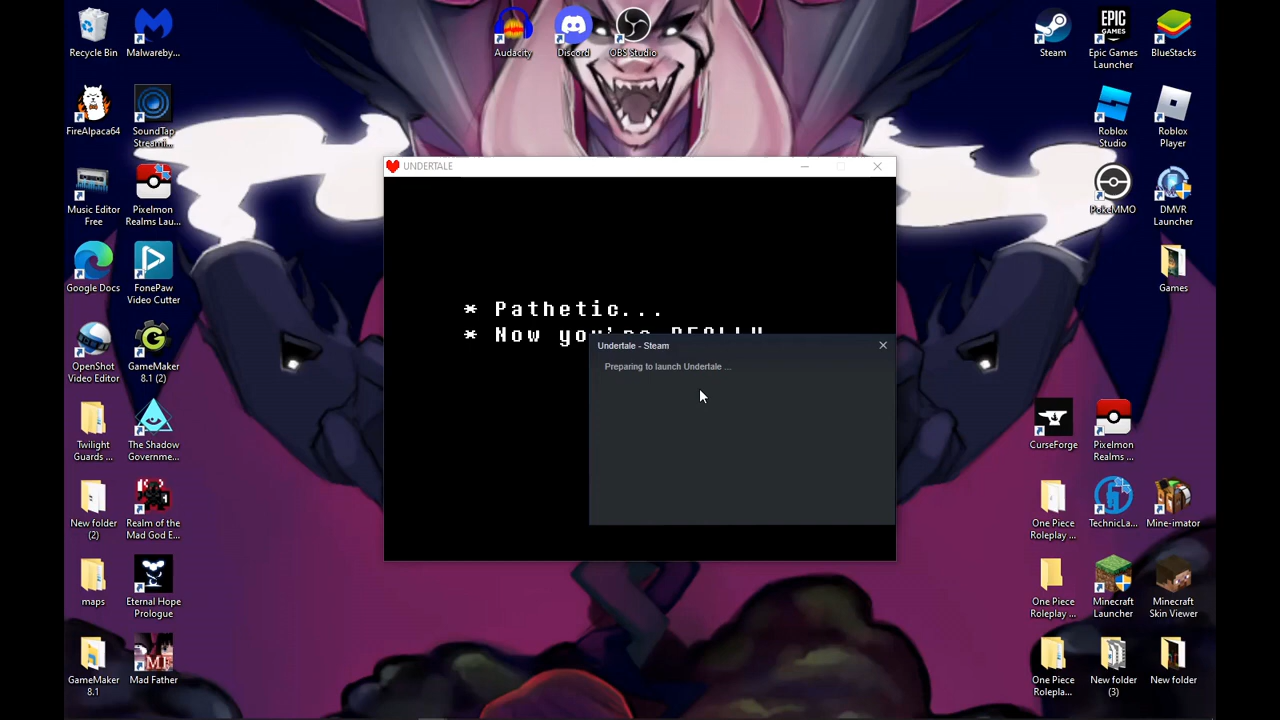 Recycle Bin
Malwareby...
Audacity
Discord
OBS Studio
Steam
EPIC
GAMES
Epic Games
Launcher
BlueStacks
FireAlpaca64
SoundTap
Streami...
Roblox
Studio
Roblox
Player
Music Editor
Free
Pixelmon
Realms Lau...
PokeMMO
DMVR
Launcher
Google Docs
FonePaw
Video Cutter
Games
OpenShot
Video Editor
GameMaker
8.1 (2)
Twilight
Guards ...
The Shadow
Governme...
CurseForge
Pixelmon
Realms ...
New folder
(2)
Realm of the
Mad God E...
One Piece
Roleplay ...
TechnicLa...
Mine-imator
maps
Eternal Hope
Prologue
One Piece
Roleplay ...
Minecraft
Launcher
Minecraft
Skin Viewer
GameMaker
8.1
MF
Mad Father
One Piece
Rolepla...
New folder
(3)
New folder
UNDERTALE
* Pathetic...
* Now you're REALLY
Undertale - Steam
Preparing to launch Undertale ...